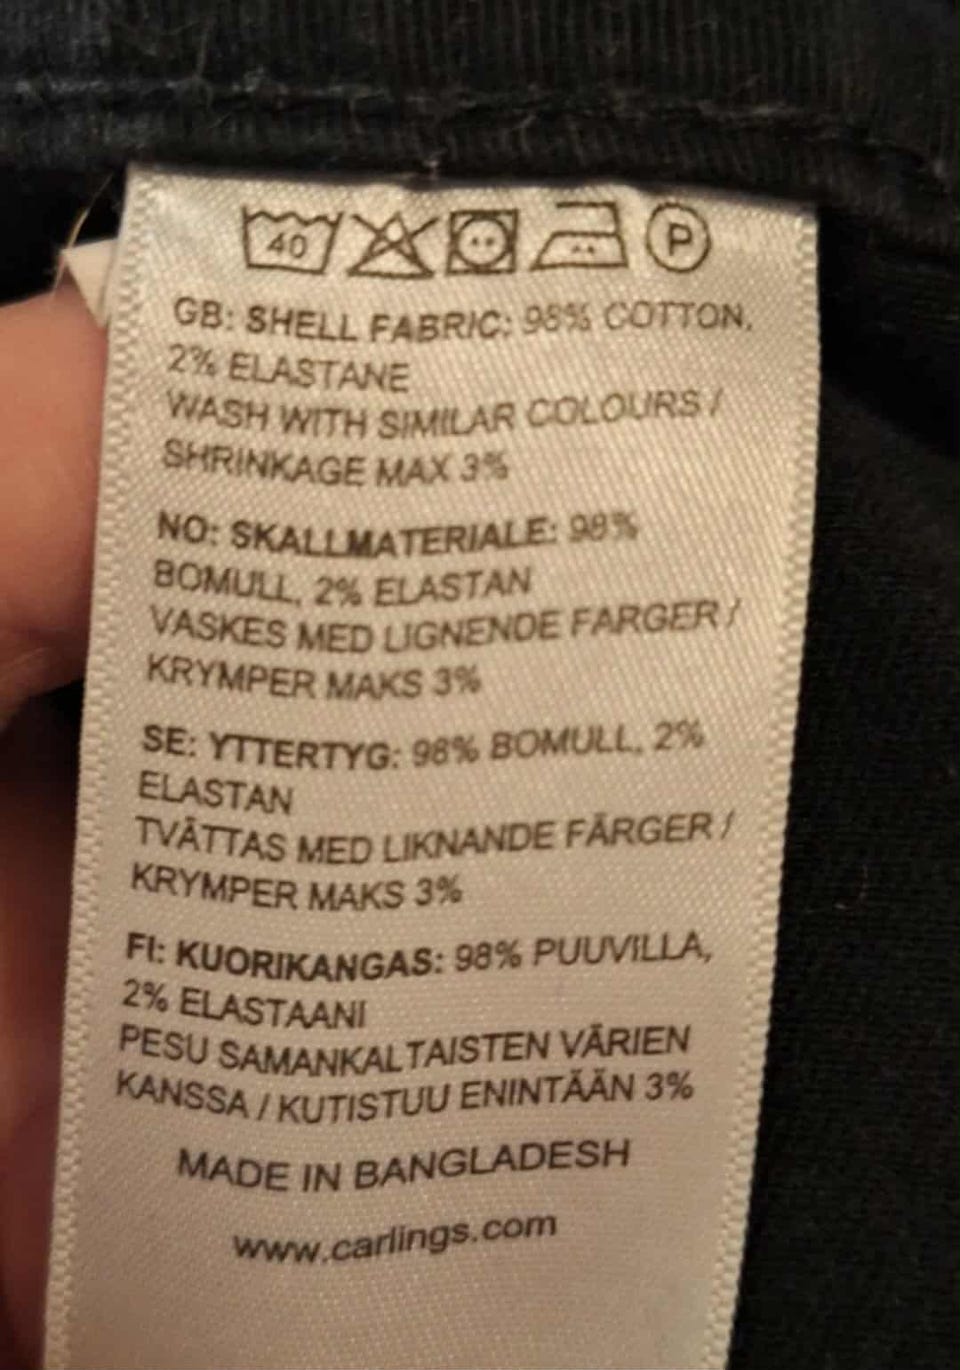 40 P
GB: SHELL FABRIC: 98% COTTON,
2% ELASTANE
WASH WITH SIMILAR COLOURS /
SHRINKAGE MAX 3%
NO: SKALLMATERIALE: 98%
BOMULL, 2% ELASTAN
VASKES MED LIGNENDE FARGER /
KRYMPER MAKS 3%
SE: YTTERTYG: 98% BOMULL, 2%
ELASTAN
TVÄTTAS MED LIKNANDE FÄRGER /
KRYMPER MAKS 3%
FI: KUORIKANGAS: 98% PUUVILLA,
2% ELASTAANI
PESU SAMANKALTAISTEN VÄRIEN
KANSSA / KUTISTUU ENINTÄÄN 3%
MADE IN BANGLADESH
www.carlings.com